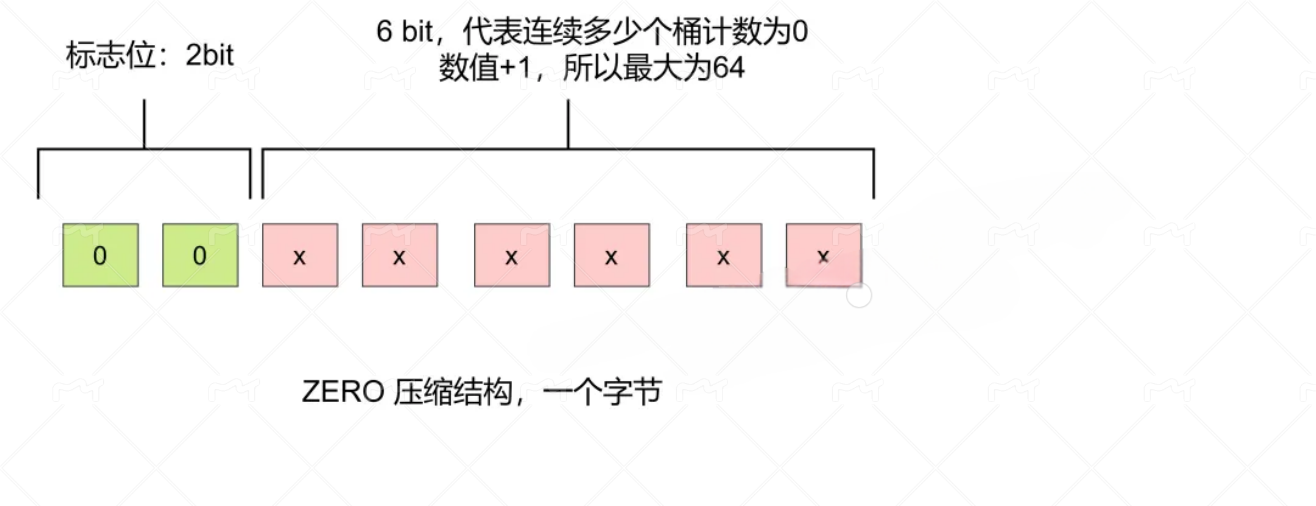 6 bit，代表连续多少个桶计数为0
标志位：2bit
数值+1，所以最大为64
0 0 x x x x x x
ZERO 压缩结构，一个字节